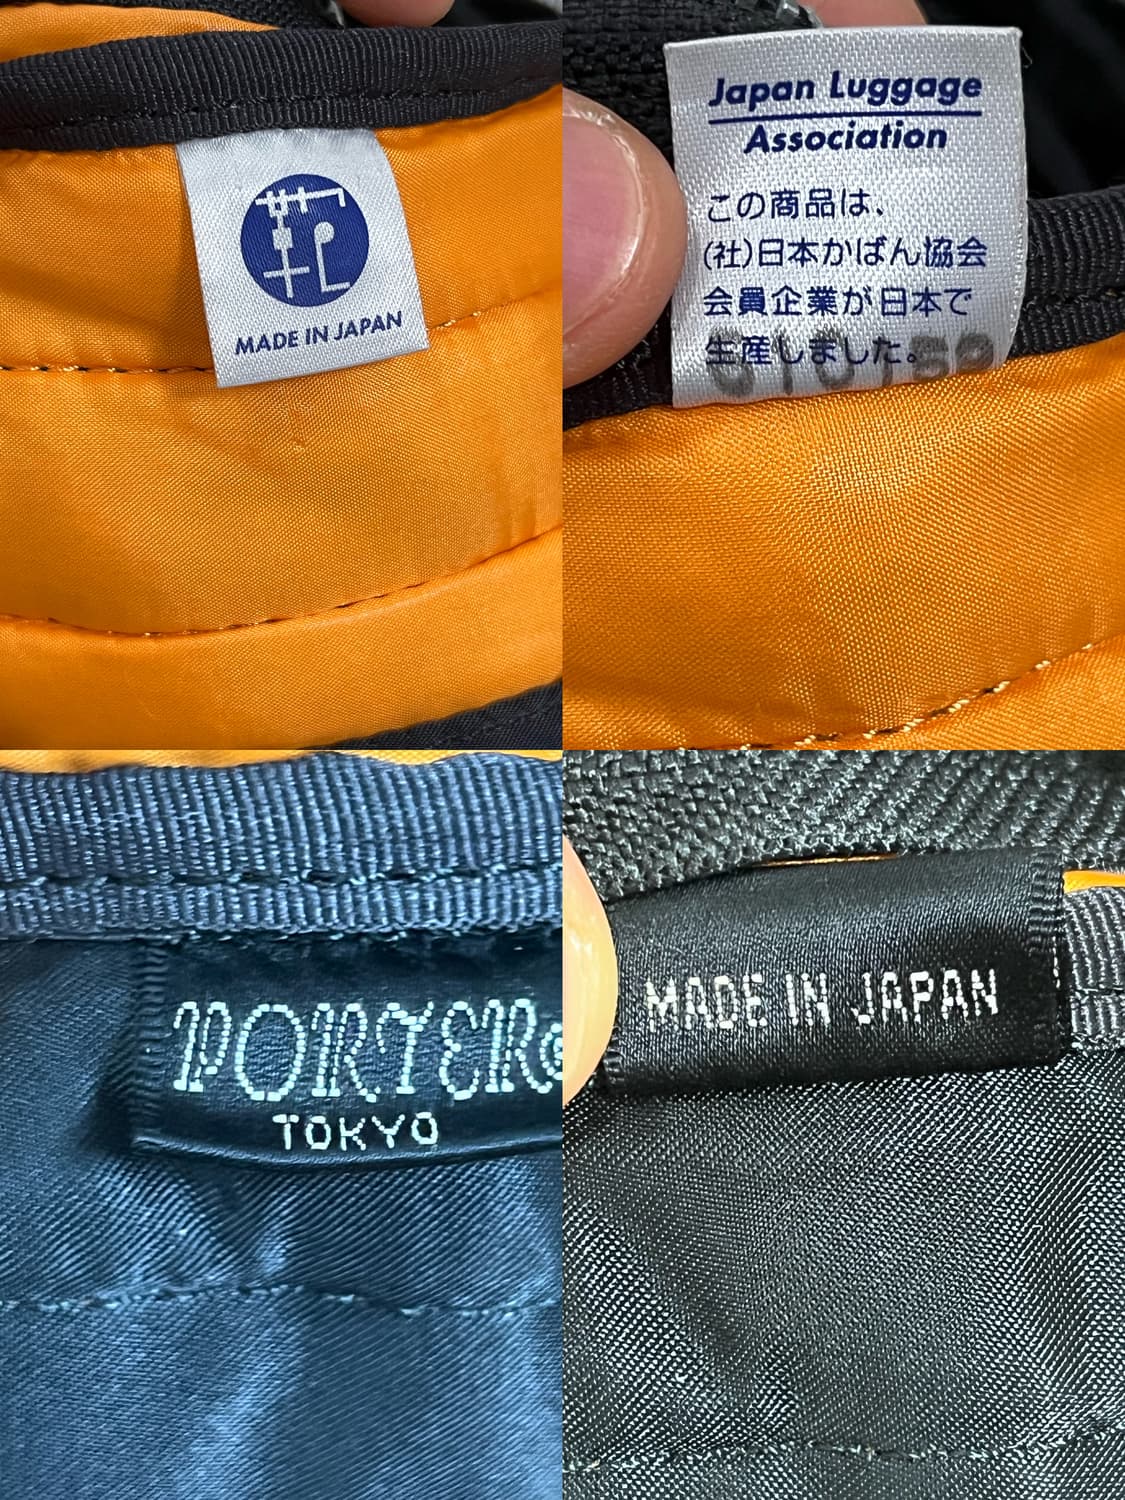 MADE IN JAPAN
Japan Luggage
Association
この商品は、
(社)日本かばん協会
会員企業が日本で
生産しました。
PORTER®
TOKYO
MADE IN JAPAN